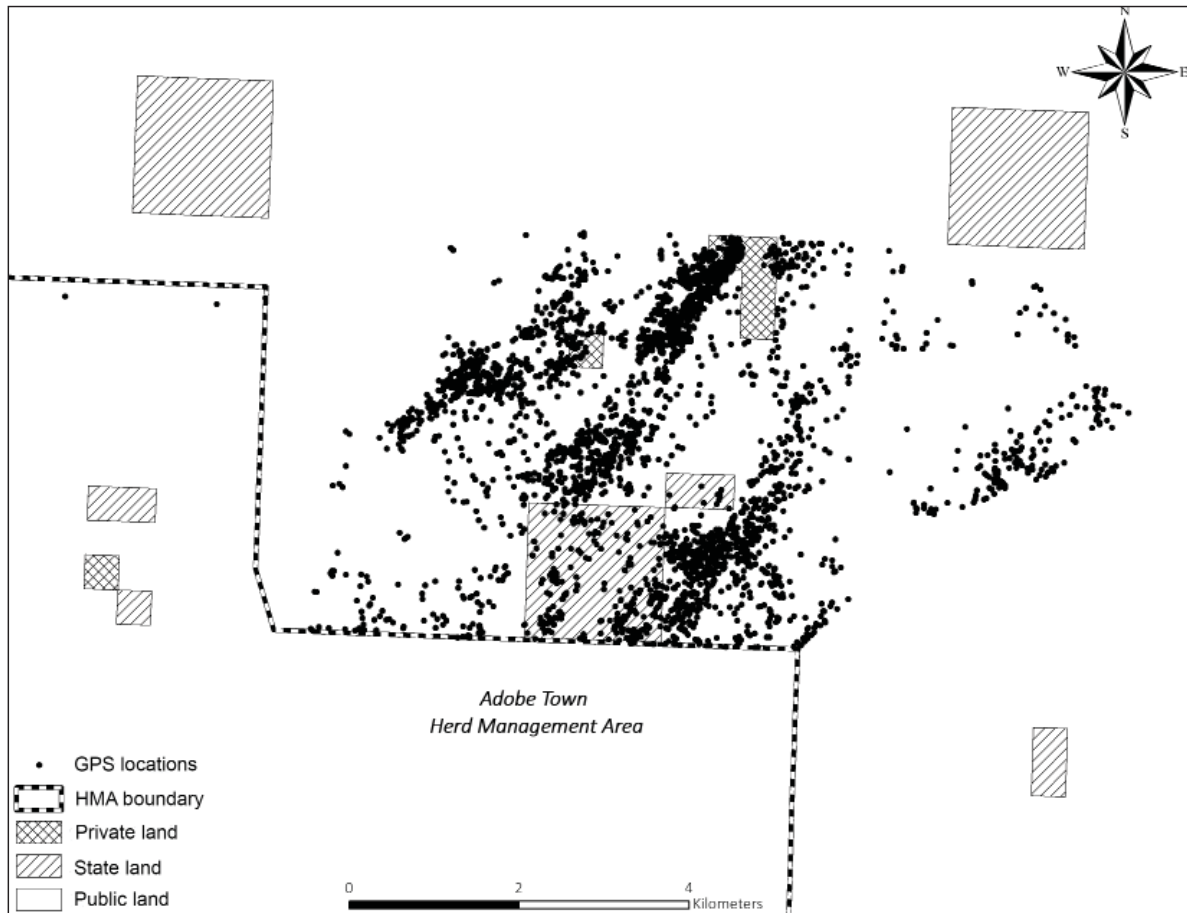 N
W E
S
Adobe Town
Herd Management Area
GPS locations
HMA boundary
Private land
State land
Public land
0 2 4
Kilometers